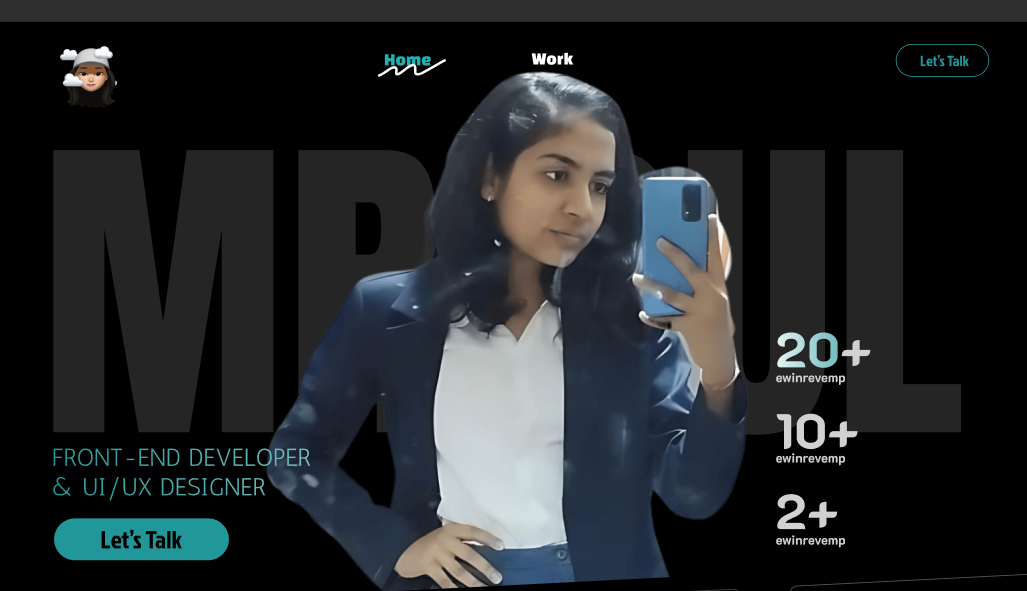 Home
Work
Let's Talk
FRONT-END DEVELOPER
& UI/UX DESIGNER
Let's Talk
20+
ewinrevemp
10+
ewinrevemp
2+
ewinrevemp